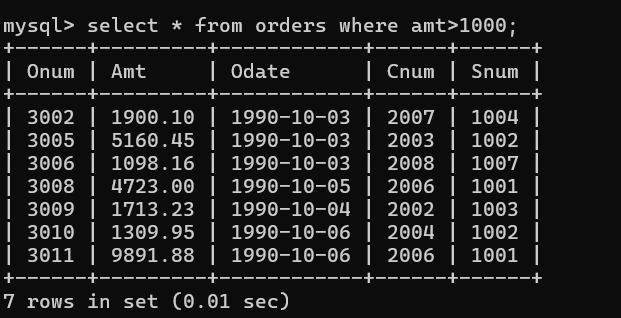 mysql> select * from orders where amt>1000;
+------+---------+------------+------+------+
| Onum | Amt     | Odate      | Cnum | Snum |
+------+---------+------------+------+------+
| 3002 | 1900.10 | 1990-10-03 | 2007 | 1004 |
| 3005 | 5160.45 | 1990-10-03 | 2003 | 1002 |
| 3006 | 1098.16 | 1990-10-03 | 2008 | 1007 |
| 3008 | 4723.00 | 1990-10-05 | 2006 | 1001 |
| 3009 | 1713.23 | 1990-10-04 | 2002 | 1003 |
| 3010 | 1309.95 | 1990-10-06 | 2004 | 1002 |
| 3011 | 9891.88 | 1990-10-06 | 2006 | 1001 |
+------+---------+------------+------+------+
7 rows in set (0.01 sec)